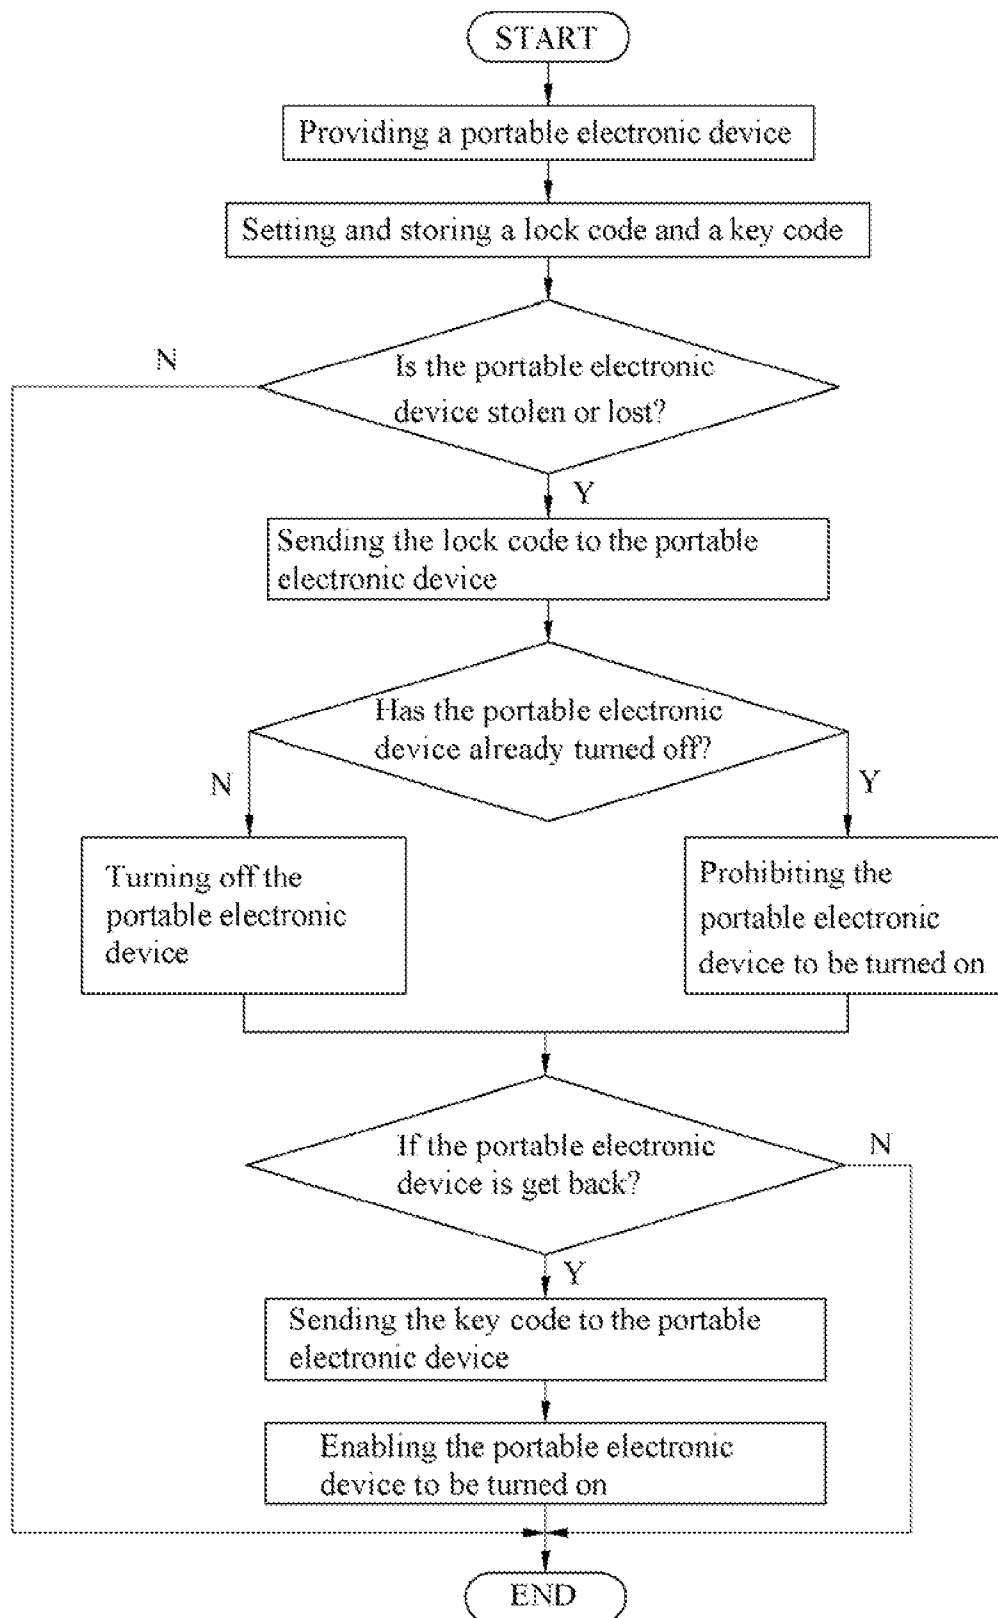 START
Providing a portable electronic device
Setting and storing a lock code and a key code
N
Is the portable electronic
device stolen or lost?
Y
Sending the lock code to the portable
electronic device
Has the portable electronic
device already turned off?
N
Y
Turning off the
portable electronic
device
Prohibiting the
portable electronic
device to be turned on
If the portable electronic
device is get back?
N
Y
Sending the key code to the portable
electronic device
Enabling the portable electronic
device to be turned on
END